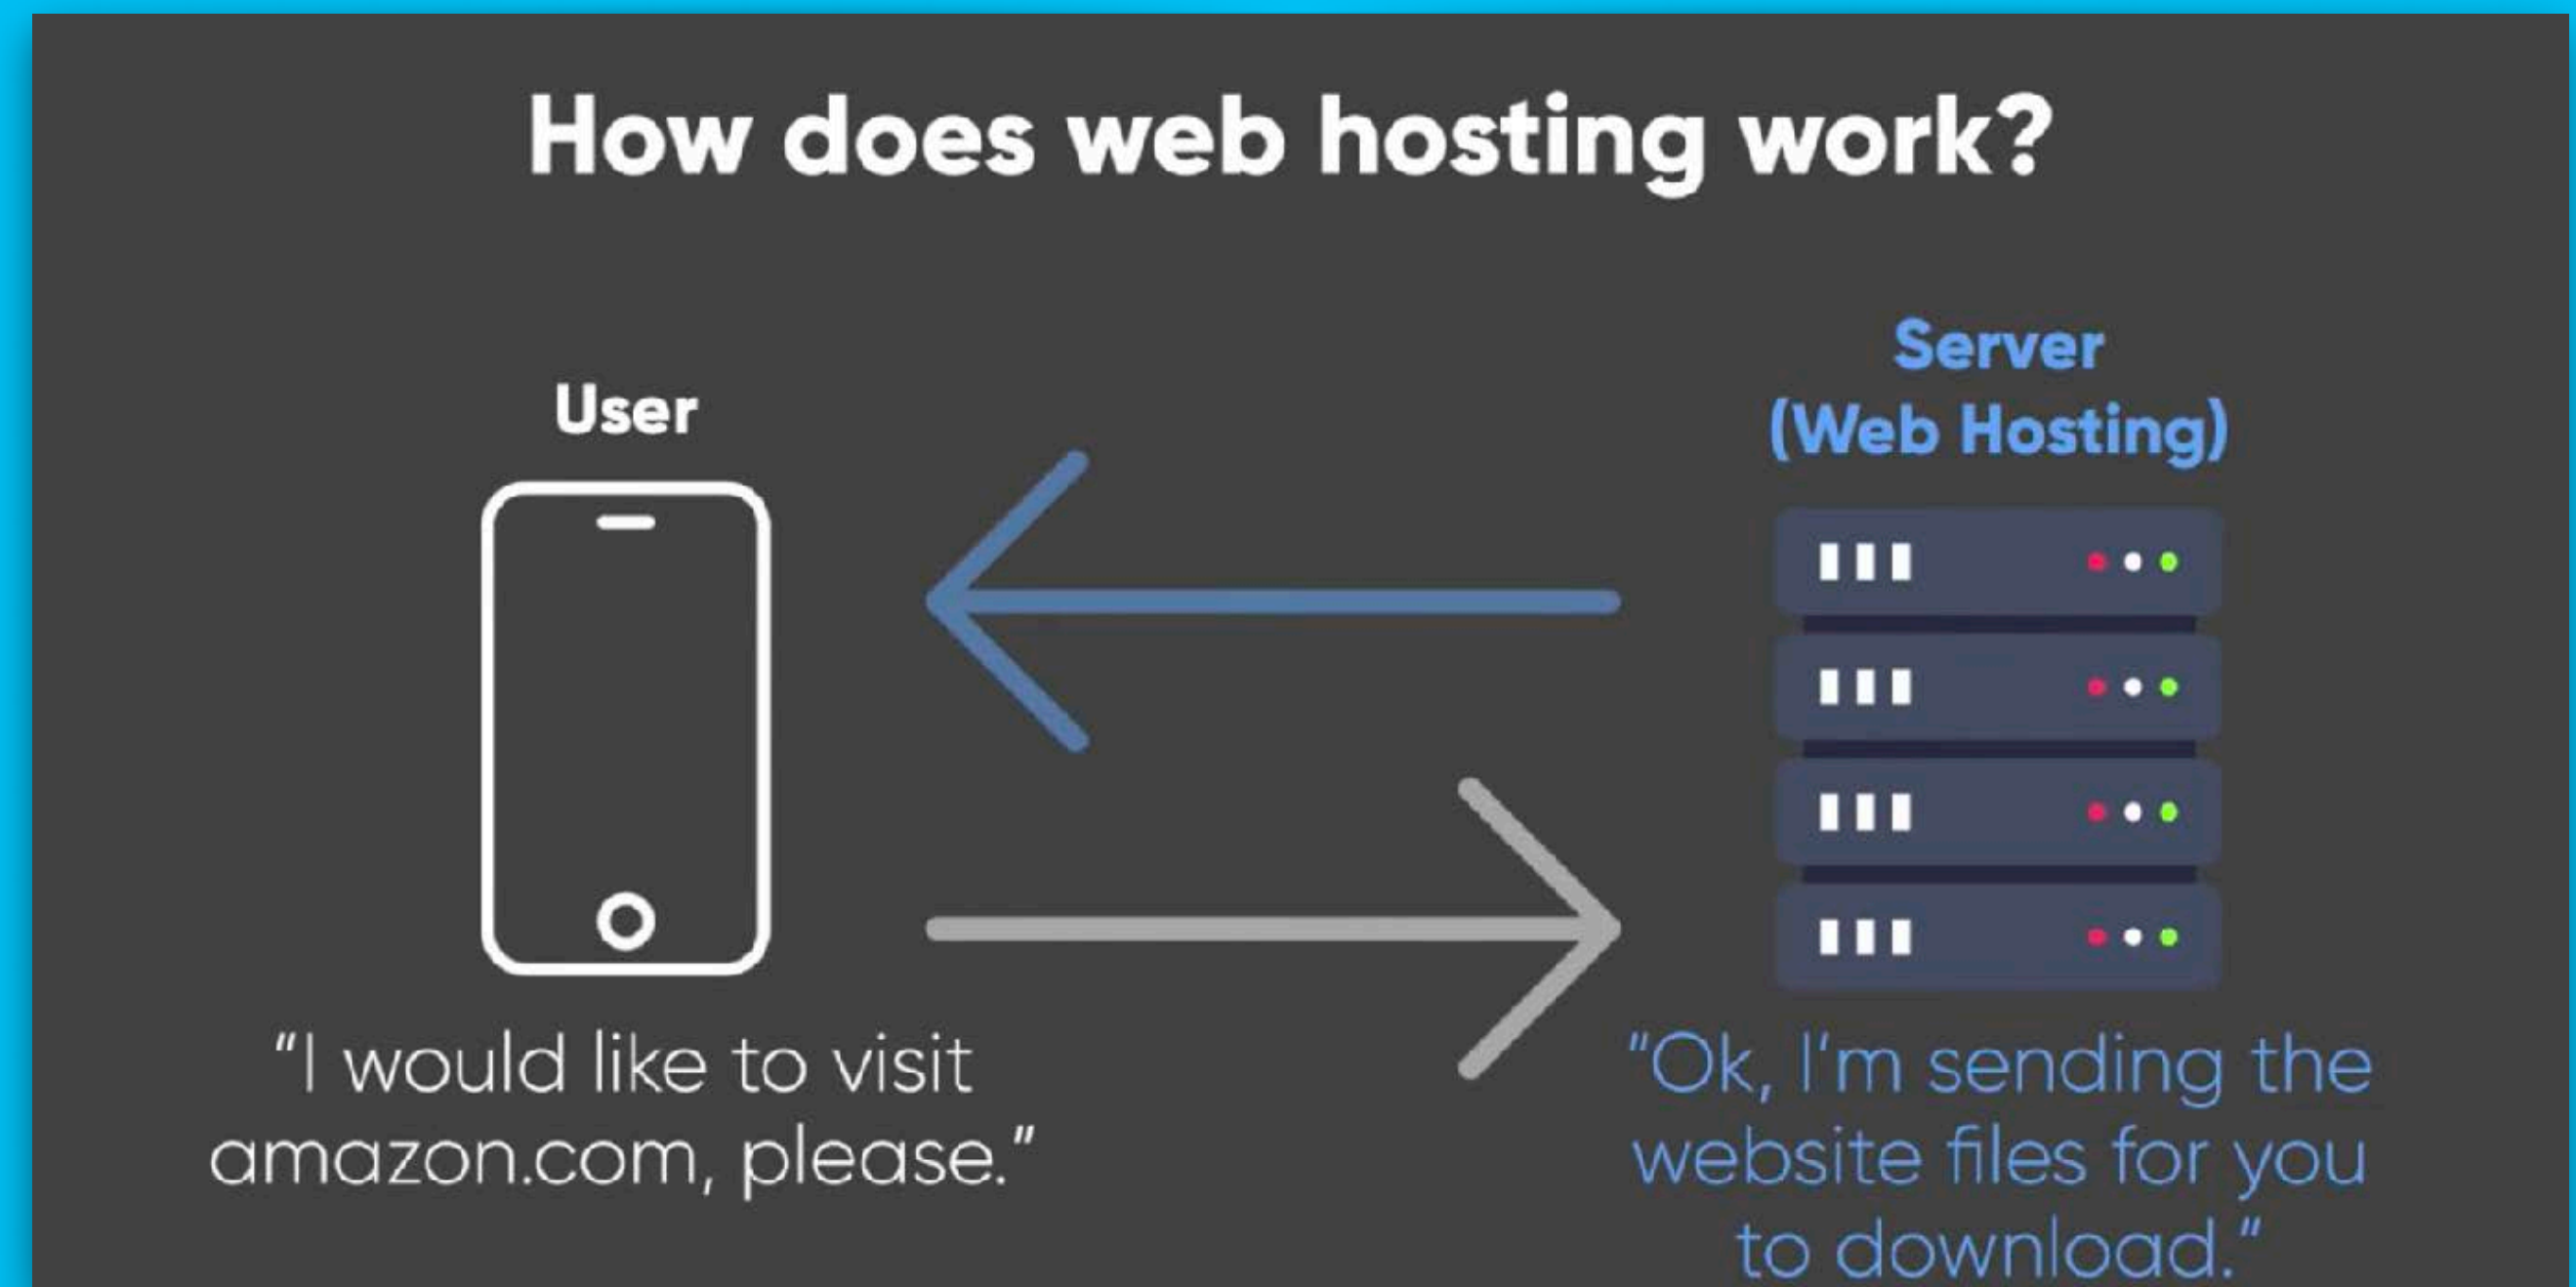 How does web hosting work?
User
Server
(Web Hosting)
"I would like to visit
amazon.com, please."
"Ok, I'm sending the
website files for you
to download."